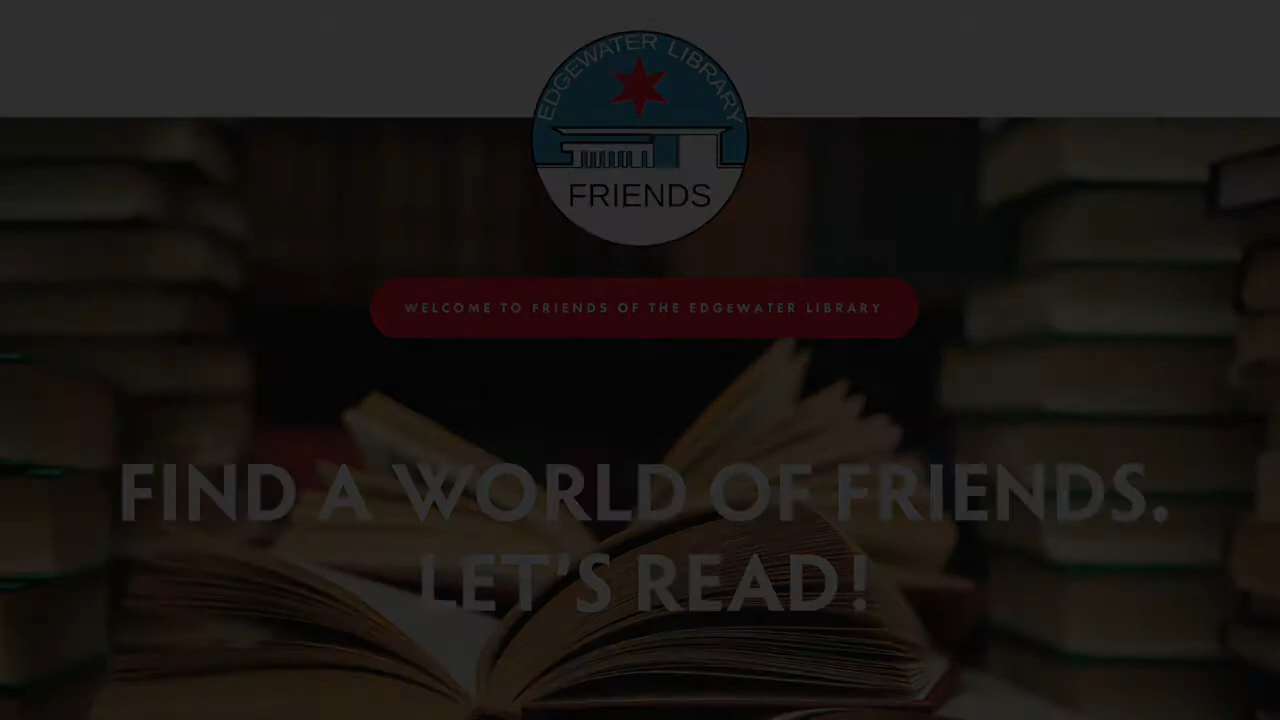 EDGEWATER LIBRARY
FRIENDS
WELCOME TO FRIENDS OF THE EDGEWATER LIBRARY
FIND A WORLD OF FRIENDS.
LET'S READ!